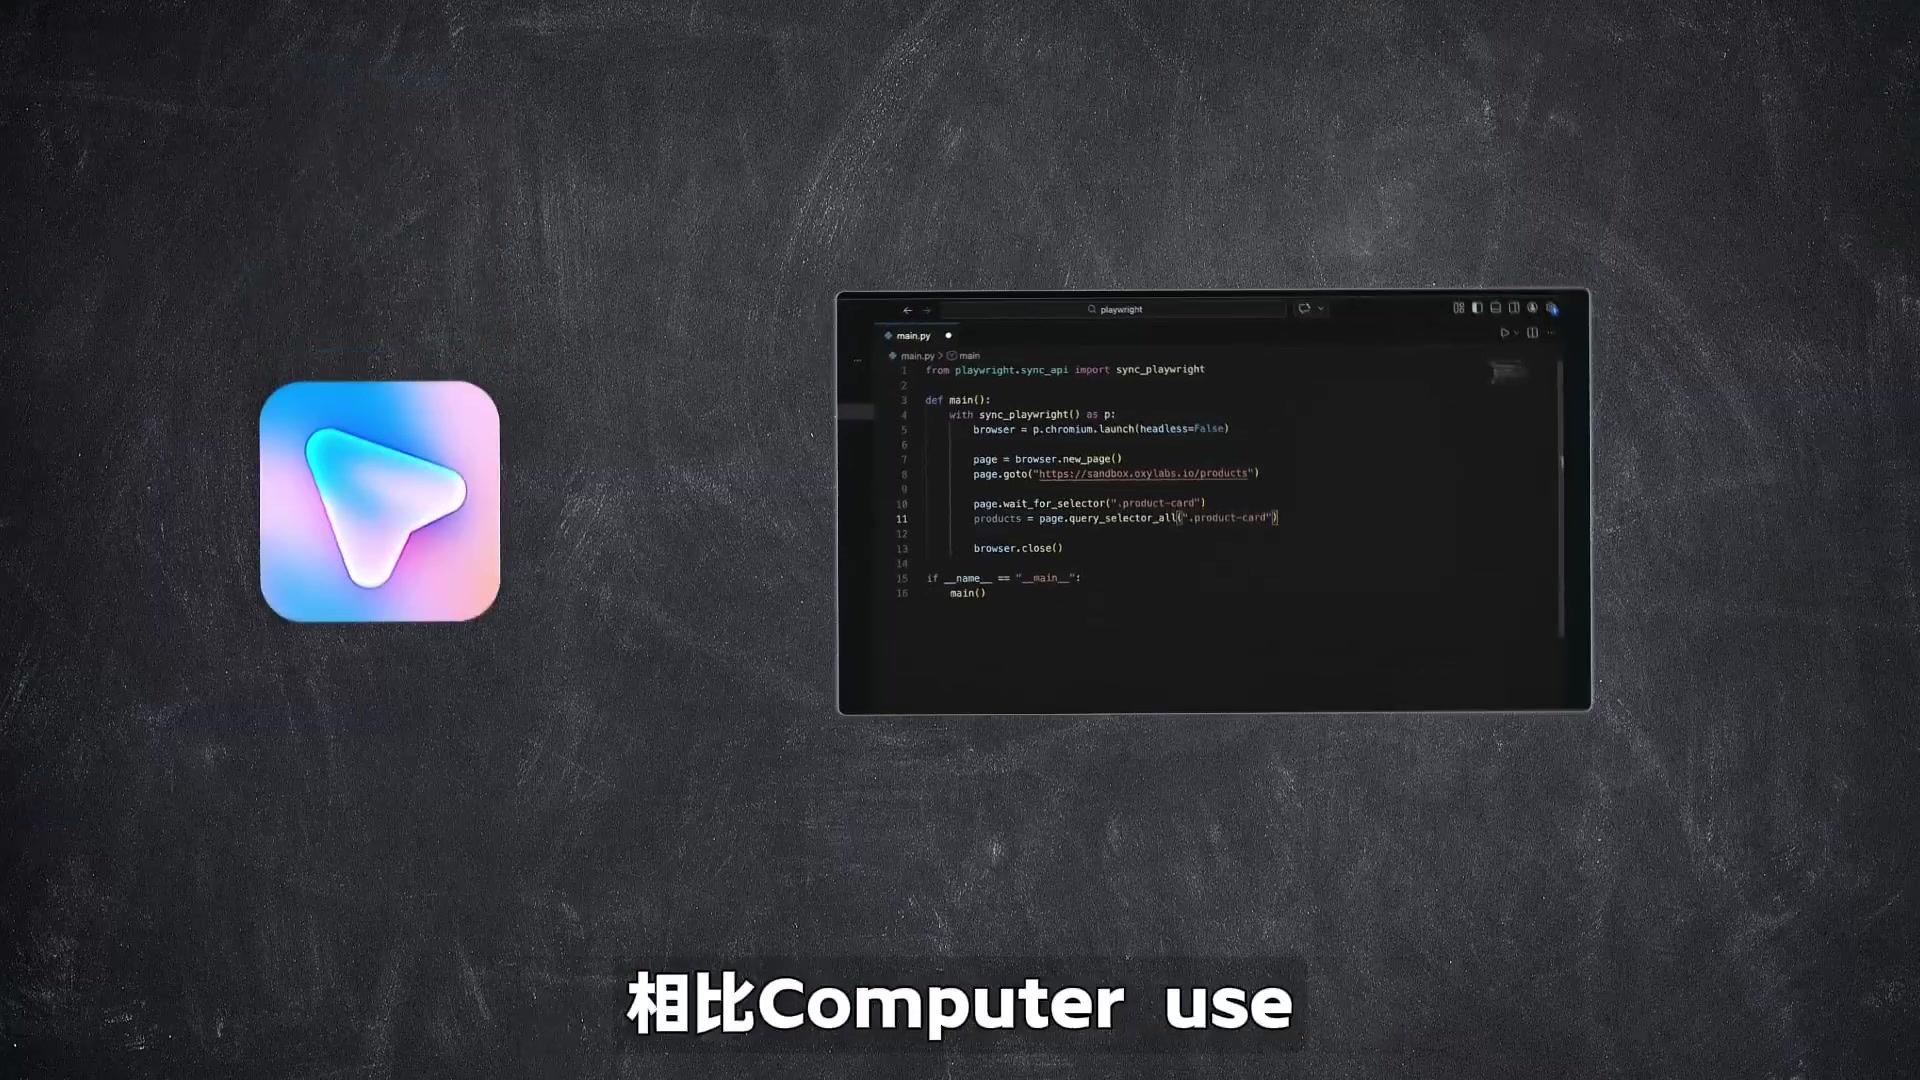 playwright
main.py
main.py > main
1 from playwright.sync_api import sync_playwright
2
3 def main():
4 with sync_playwright() as p:
5 browser = p.chromium.launch(headless=False)
6
7 page = browser.new_page()
8 page.goto("https://sandbox.oxylabs.io/products")
9
10 page.wait_for_selector(".product-card")
11 products = page.query_selector_all(".product-card")
12
13 browser.close()
14
15 if __name__ == "__main__":
16 main()
相比Computer use